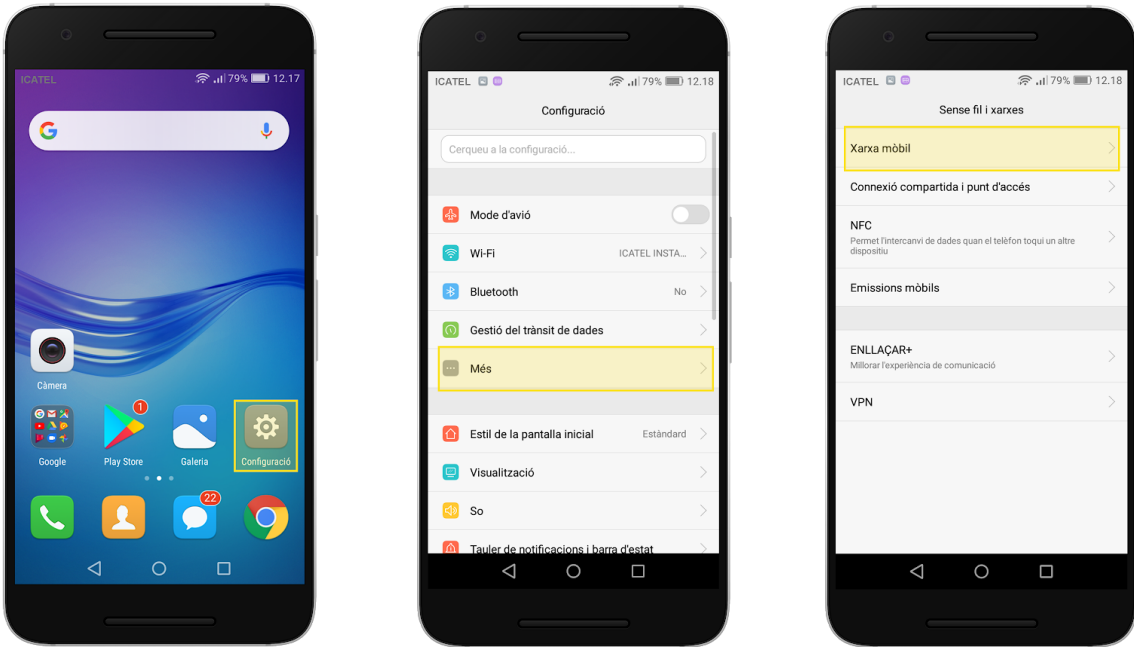 ICATEL 79% 12.17
Càmera
1
Google Play Store Galeria Configuració
22
ICATEL 79% 12.18
Configuració
Cerqueu a la configuració...
Mode d'avió
Wi-Fi ICATEL INSTA...
Bluetooth No
Gestió del trànsit de dades
Més
Estil de la pantalla inicial Estàndard
Visualització
So
Tauler de notificacions i barra d'estat
ICATEL 79% 12.18
Sense fil i xarxes
Xarxa mòbil
Connexió compartida i punt d'accés
NFC
Permet l'intercanvi de dades quan el telèfon toqui un altre
dispositiu
Emissions mòbils
ENLLAÇAR+
Millorar l'experiència de comunicació
VPN